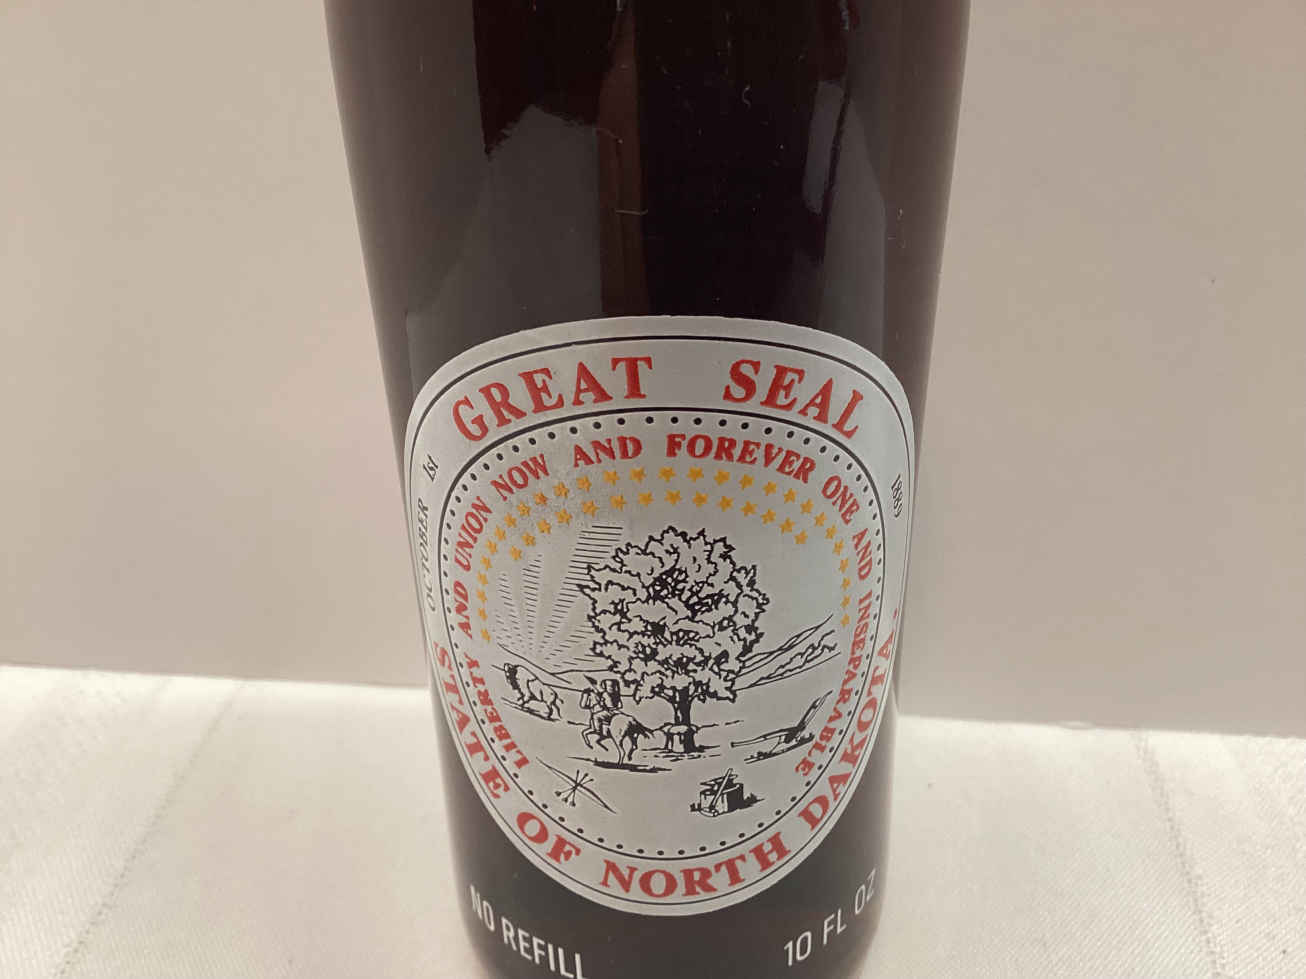 GREAT SEAL
OCTOBER 1st
1889
LIBERTY AND UNION NOW AND FOREVER ONE AND INSEPARABLE
STATE OF NORTH DAKOTA.
NO REFILL
10 FL OZ